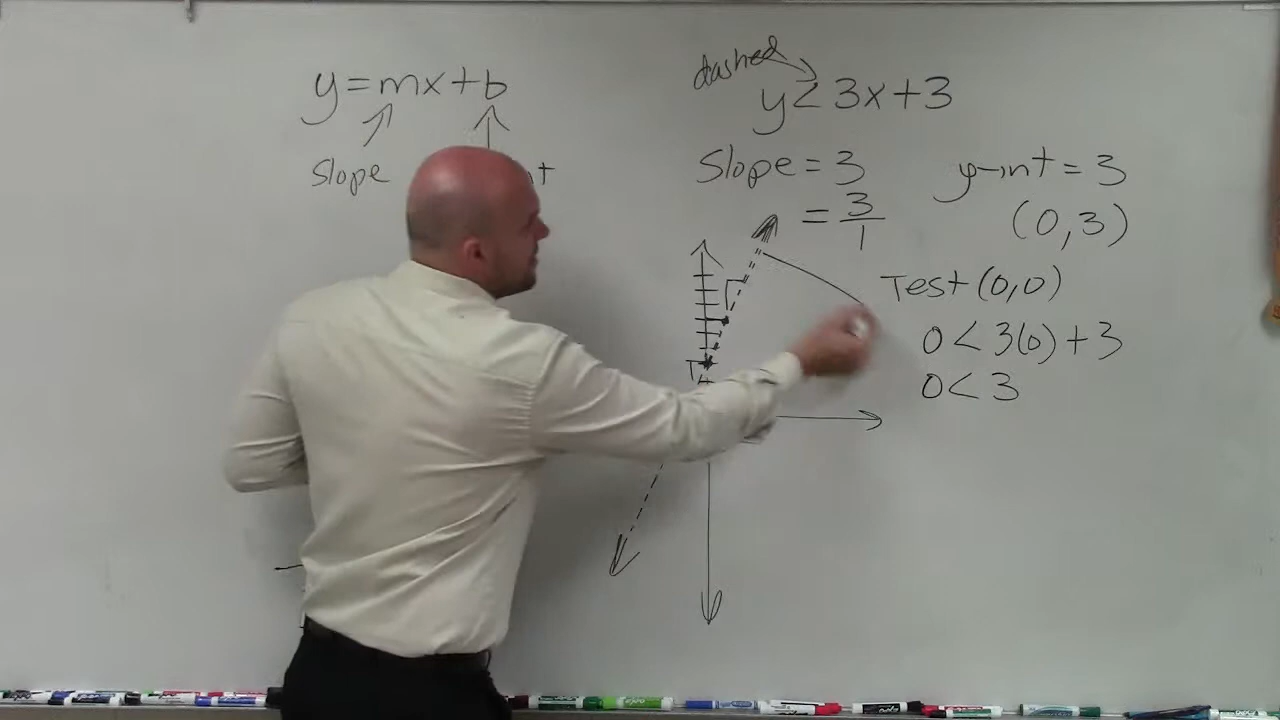 y = mx + b
Slope
dashed
y < 3x + 3
Slope = 3
= 3/1
y-int = 3
(0,3)
Test (0,0)
0 < 3(0) + 3
0 < 3